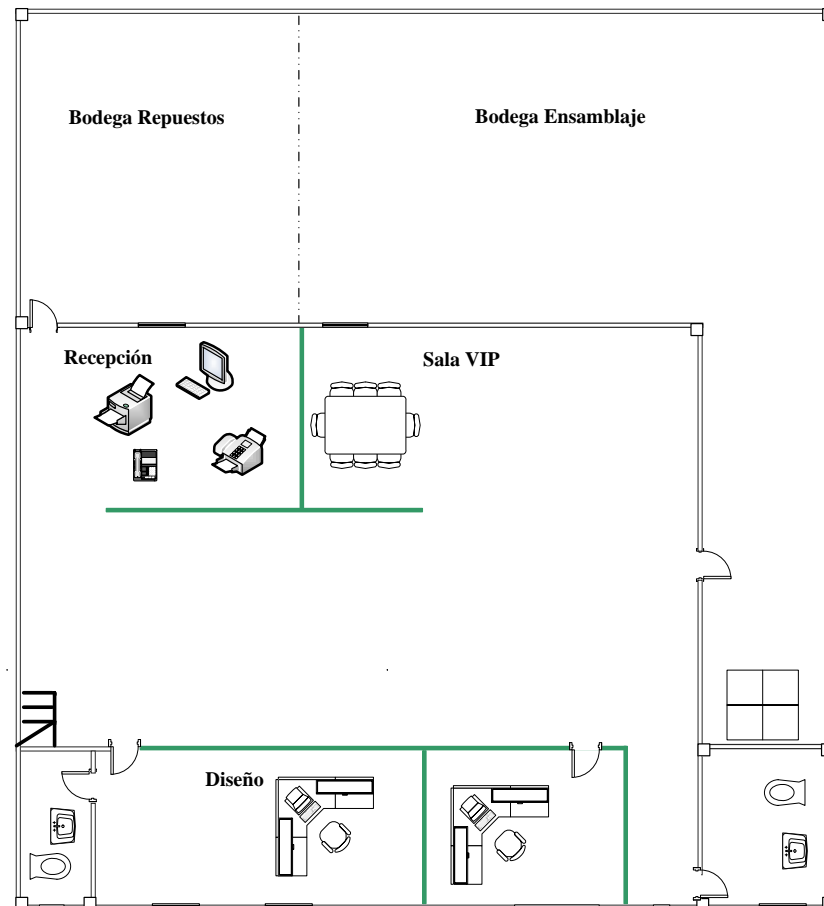 Bodega Repuestos
Bodega Ensamblaje
Recepción
Sala VIP
Diseño